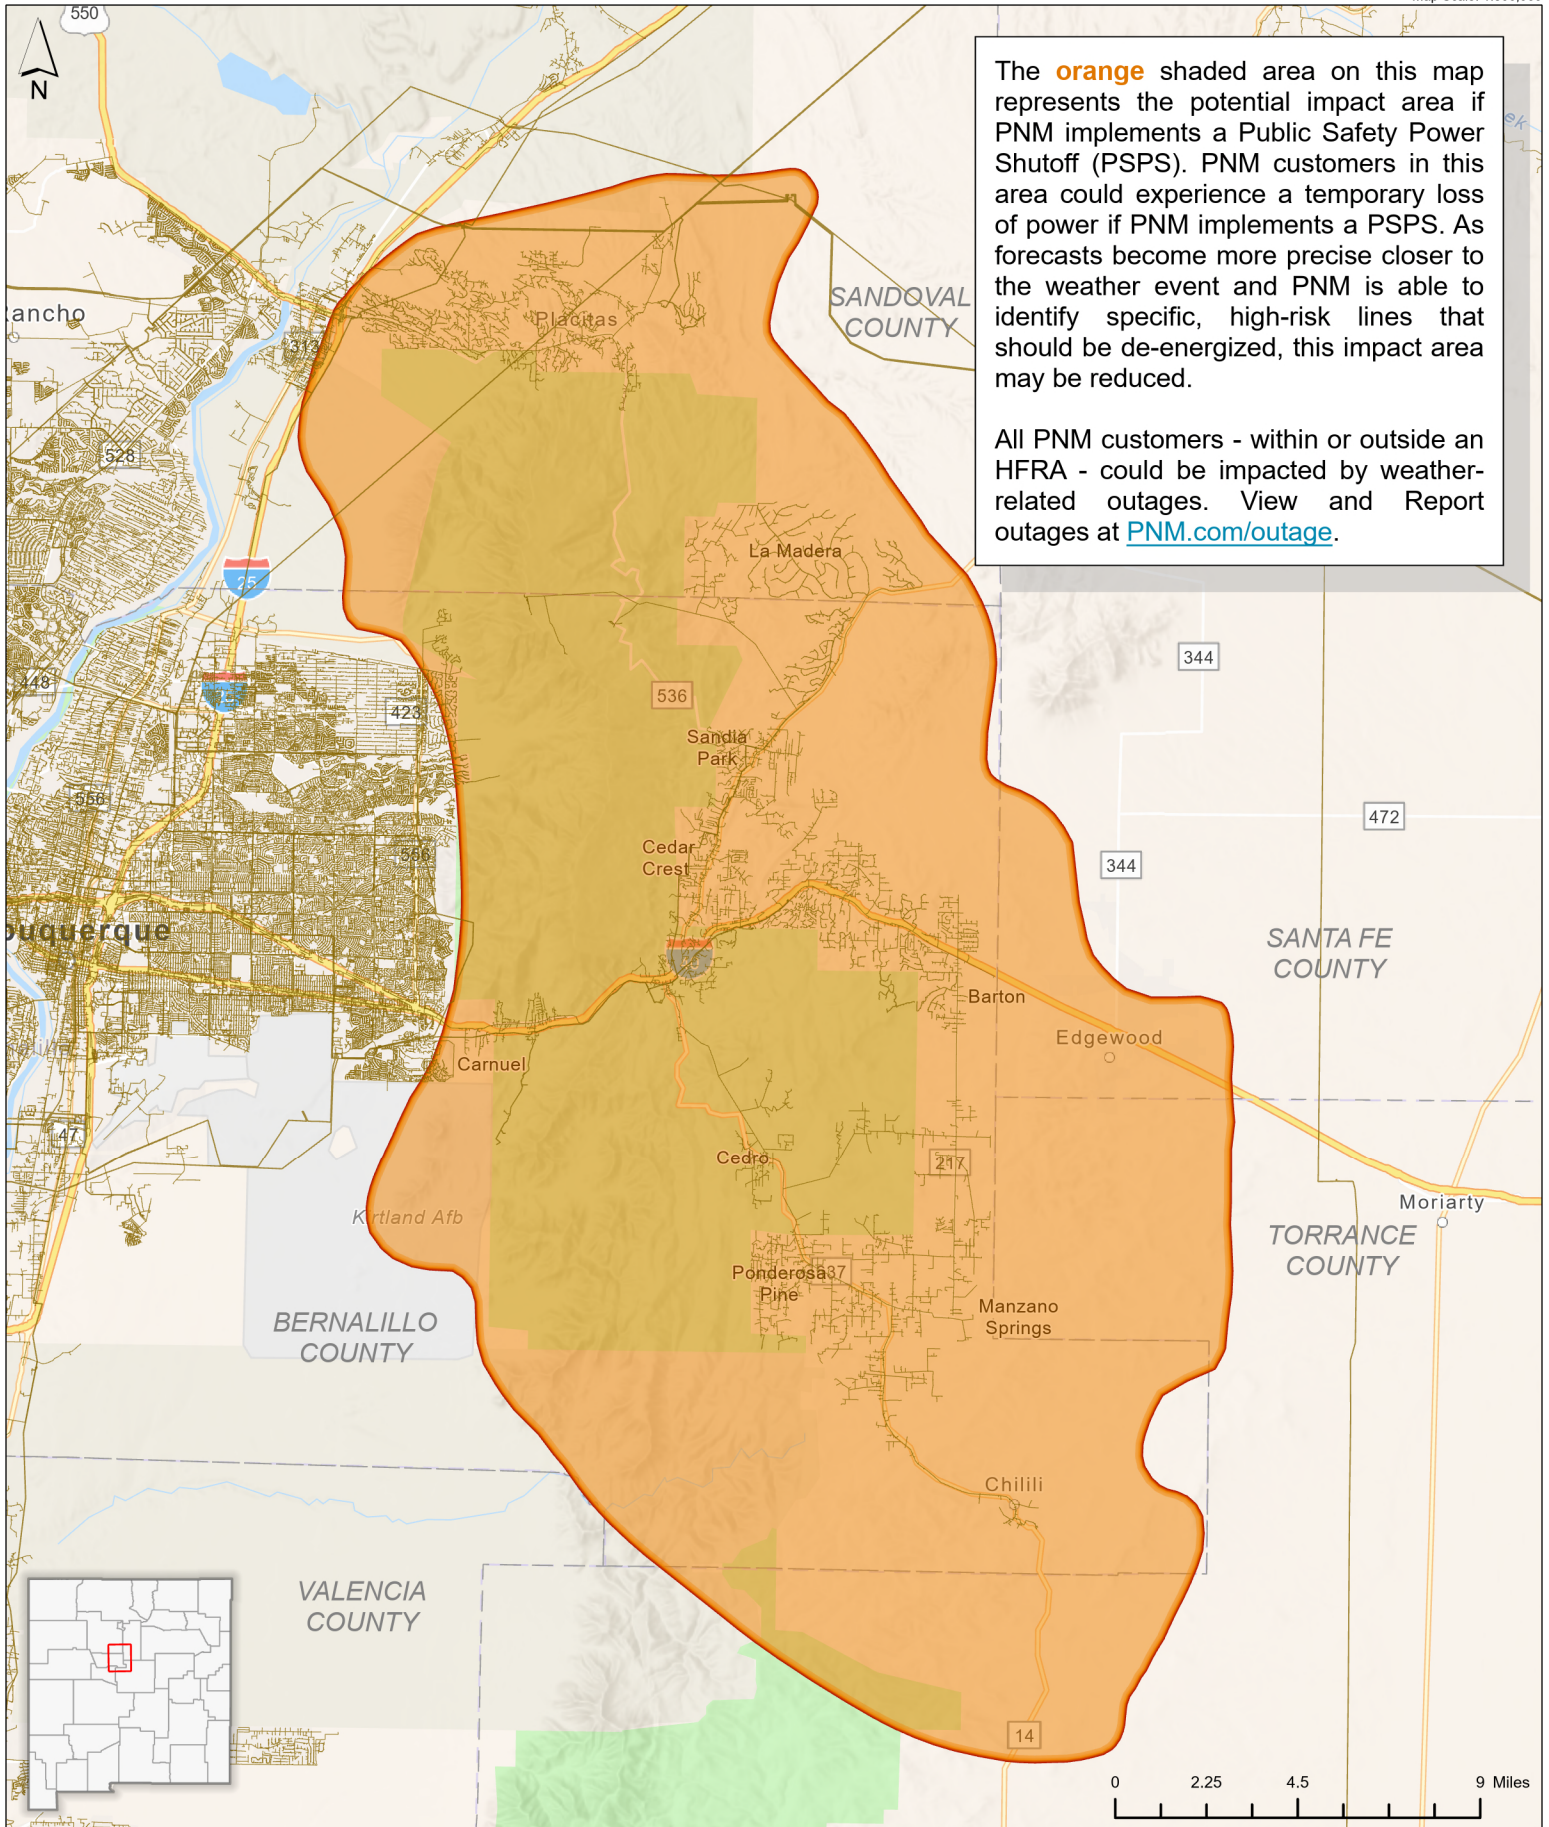 550
N
The orange shaded area on this map
represents the potential impact area if
PNM implements a Public Safety Power
Shutoff (PSPS). PNM customers in this
area could experience a temporary loss
of power if PNM implements a PSPS. As
forecasts become more precise closer to
the weather event and PNM is able to
identify specific, high-risk lines that
should be de-energized, this impact area
may be reduced.
All PNM customers - within or outside an
HFRA - could be impacted by weather-
related outages. View and Report
outages at PNM.com/outage.
ek
SANDOVAL
COUNTY
Rancho
Placitas
313
528
La Madera
25
344
448
536
423
Sandia
Park
556
472
Cedar
Crest
556
344
buquerque
SANTA FE
COUNTY
Barton
Edgewood
Carnuel
47
Cedro
217
Moriarty
Kirtland Afb
TORRANCE
COUNTY
Ponderosa
Pine
337
Manzano
Springs
BERNALILLO
COUNTY
Chilili
VALENCIA
COUNTY
14
0 2.25 4.5 9 Miles